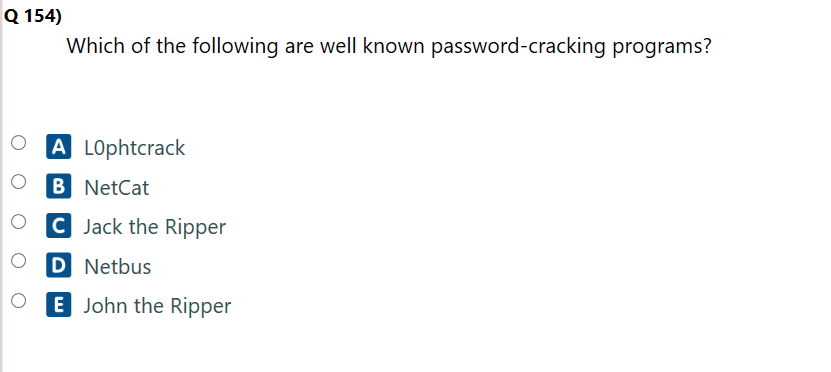 Q 154)
Which of the following are well known password-cracking programs?
A L0phtcrack
B NetCat
C Jack the Ripper
D Netbus
E John the Ripper